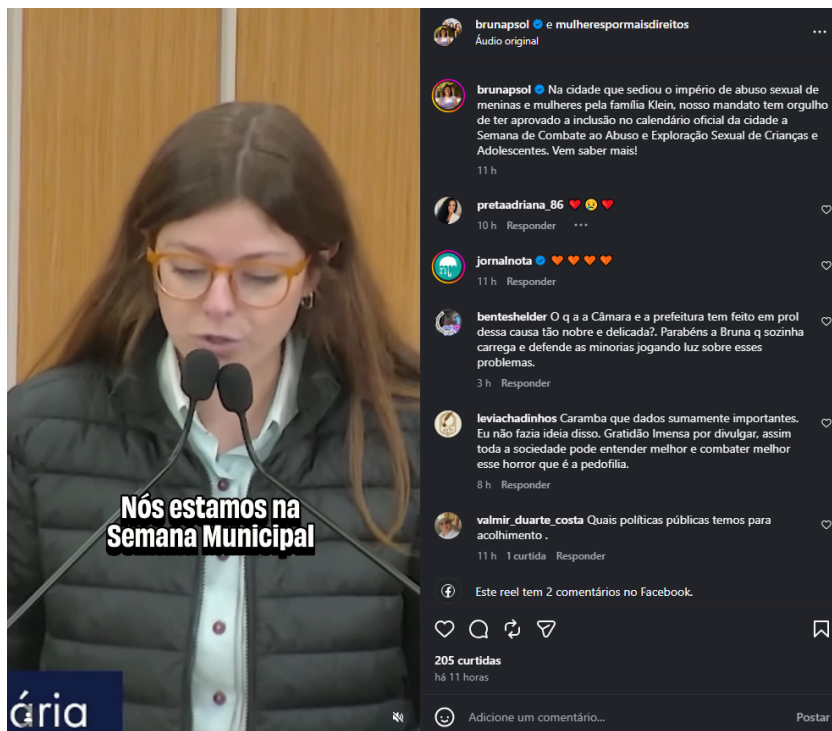 Nós estamos na
Semana Municipal
ária
brunapsol e mulherespormaisdireitos
Áudio original
brunapsol Na cidade que sediou o império de abuso sexual de
meninas e mulheres pela família Klein, nosso mandato tem orgulho
de ter aprovado a inclusão no calendário oficial da cidade a
Semana de Combate ao Abuso e Exploração Sexual de Crianças e
Adolescentes. Vem saber mais!
11 h
pretaadriana_86 ❤️😢❤️
10 h Responder
jornalnota 🧡🧡🧡🧡
11 h Responder
benteshelder O q a a Câmara e a prefeitura tem feito em prol
dessa causa tão nobre e delicada?. Parabéns a Bruna q sozinha
carrega e defende as minorias jogando luz sobre esses
problemas.
3 h Responder
leviachadinhos Caramba que dados sumamente importantes.
Eu não fazia ideia disso. Gratidão Imensa por divulgar, assim
toda a sociedade pode entender melhor e combater melhor
esse horror que é a pedofilia.
8 h Responder
valmir_duarte_costa Quais políticas públicas temos para
acolhimento .
11 h 1 curtida Responder
Este reel tem 2 comentários no Facebook.
205 curtidas
há 11 horas
Adicione um comentário...
Postar